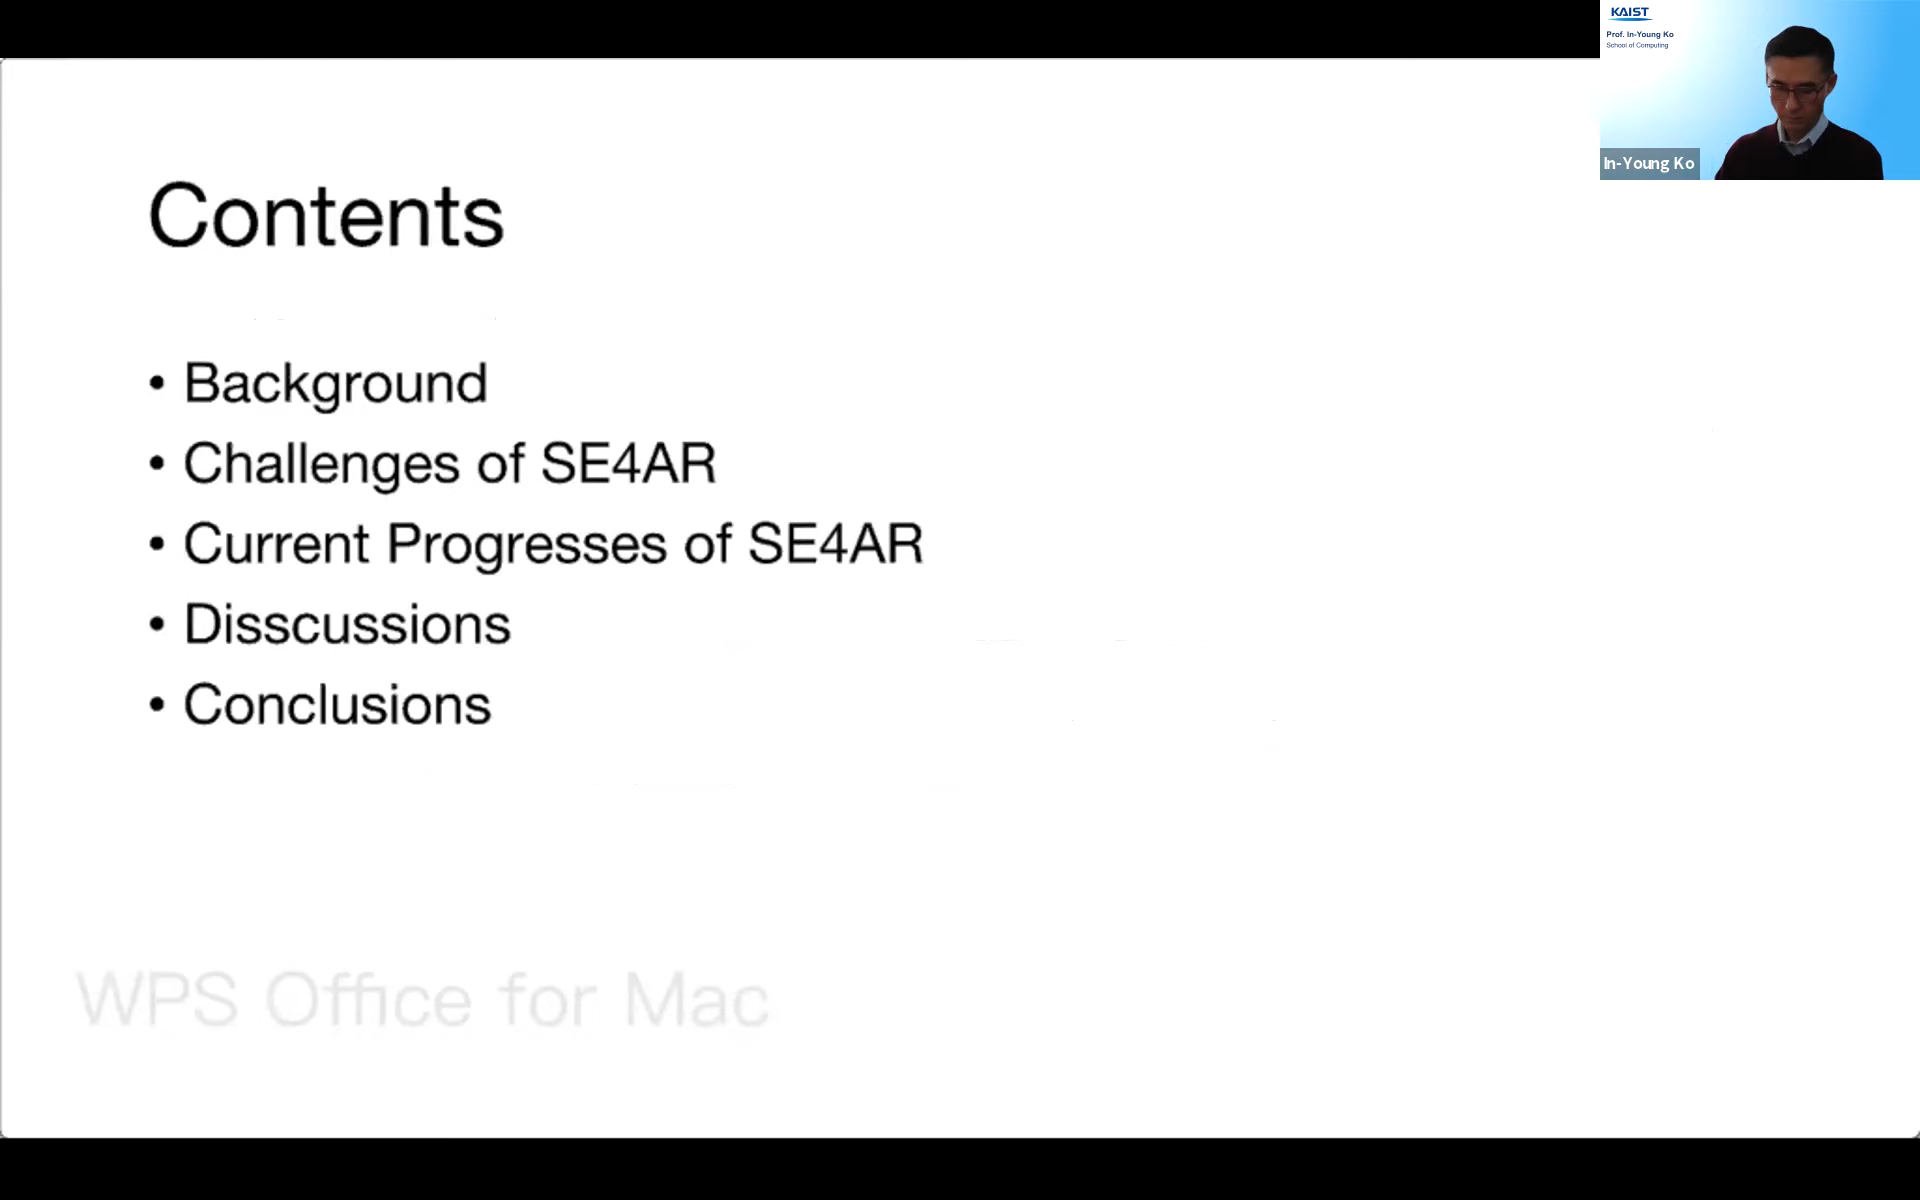 KAIST
Prof. In-Young Ko
School of Computing
In-Young Ko
Contents
• Background
• Challenges of SE4AR
• Current Progresses of SE4AR
• Disscussions
• Conclusions
WPS Office for Mac